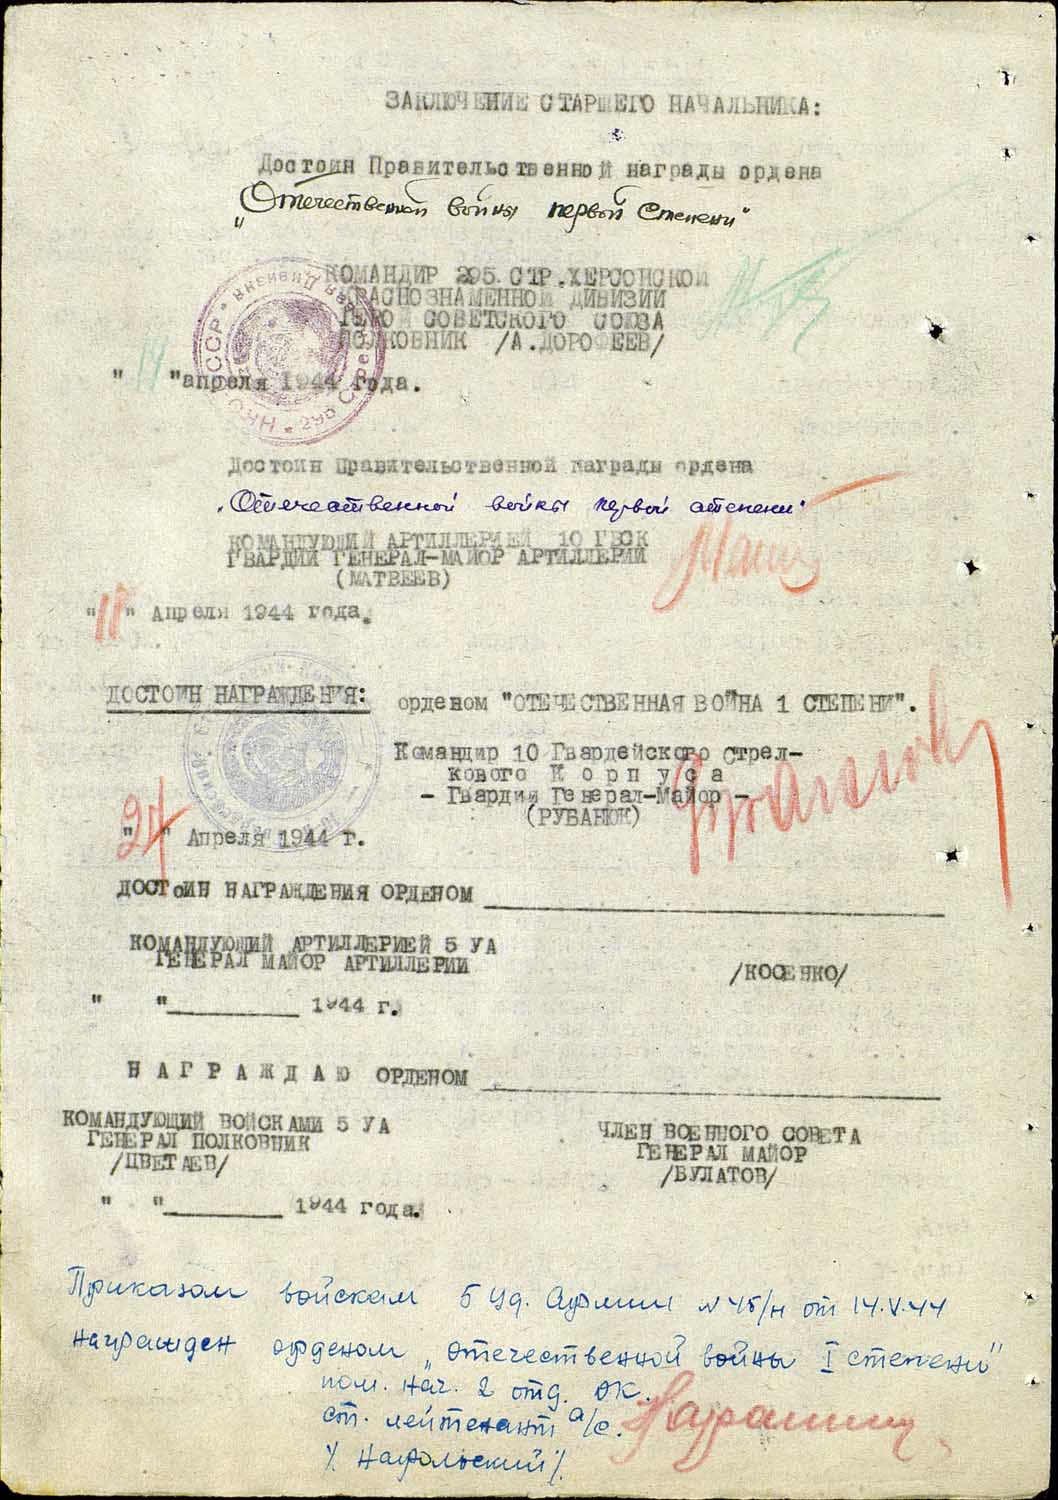 ЗАКЛЮЧЕНИЕ СТАРШЕГО НАЧАЛЬНИКА:
Достоин Правительственной награды ордена
"Отечественной войны первой степени"
КОМАНДИР 295 СТР.ХЕРСОНСКОЙ
КРАСНОЗНАМЕННОЙ ДИВИЗИИ
ГЕРОЙ СОВЕТСКОГО СОЮЗА
ПОЛКОВНИК /А.ДОРОФЕЕВ/
"14 "апреля 1944 года.
Достоин Правительственной награды ордена
"Отечественной войны первой степени"
КОМАНДУЮЩИЙ АРТИЛЛЕРИЕЙ 10 ГВСК
ГВАРДИИ ГЕНЕРАЛ-МАЙОР АРТИЛЛЕРИИ
(МАТВЕЕВ)
"18" Апреля 1944 года.
ДОСТОИН НАГРАЖДЕНИЯ: орденом "ОТЕЧЕСТВЕННАЯ ВОЙНА 1 СТЕПЕНИ".
Командир 10 Гвардейского Стрел-
кового Корпуса
- Гвардии Генерал-Майор -
(РУБАНЮК)
"24" Апреля 1944 г.
ДОСТОИН НАГРАЖДЕНИЯ ОРДЕНОМ
КОМАНДУЮЩИЙ АРТИЛЛЕРИЕЙ 5 УА
ГЕНЕРАЛ МАЙОР АРТИЛЛЕРИИ
/КОСЕНКО/
" " 1944 г.
НАГРАЖДАЮ ОРДЕНОМ
КОМАНДУЮЩИЙ ВОЙСКАМИ 5 УА
ГЕНЕРАЛ ПОЛКОВНИК
/ЦВЕТАЕВ/
ЧЛЕН ВОЕННОГО СОВЕТА
ГЕНЕРАЛ МАЙОР
/БУЛАТОВ/
" " 1944 года.
Приказом войскам 5 Уд. Армии №45/н от 14.V.44
награжден орденом "Отечественной войны I степени"
пом. нач. 2 отд. ОК.
ст. лейтенант а/с.